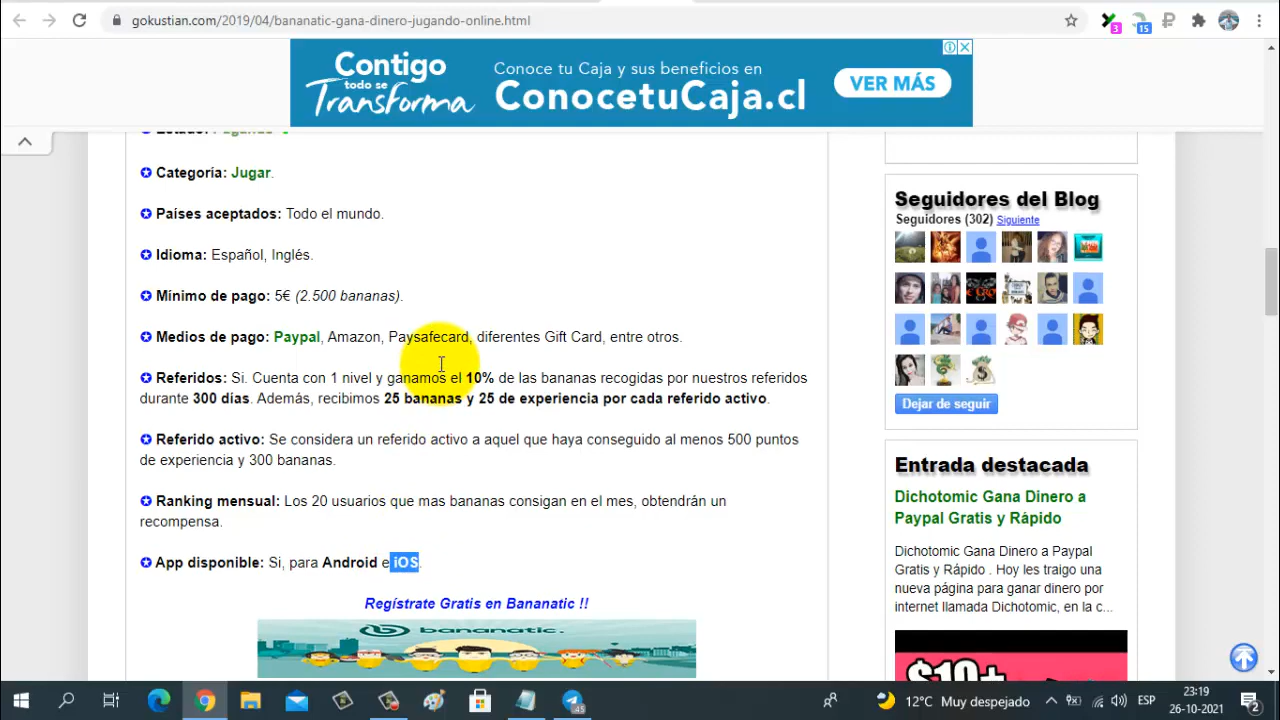 gokustian.com/2019/04/bananatic-gana-dinero-jugando-online.html
3
15
Contigo
todo se
Transforma
Conoce tu Caja y sus beneficios en
ConocetuCaja.cl
VER MÁS
Estado: Pagando
✪ Categoría: Jugar.
✪ Países aceptados: Todo el mundo.
✪ Idioma: Español, Inglés.
✪ Mínimo de pago: 5€ (2.500 bananas).
✪ Medios de pago: Paypal, Amazon, Paysafecard, diferentes Gift Card, entre otros.
✪ Referidos: Si. Cuenta con 1 nivel y ganamos el 10% de las bananas recogidas por nuestros referidos
durante 300 días. Además, recibimos 25 bananas y 25 de experiencia por cada referido activo.
✪ Referido activo: Se considera un referido activo a aquel que haya conseguido al menos 500 puntos
de experiencia y 300 bananas.
✪ Ranking mensual: Los 20 usuarios que mas bananas consigan en el mes, obtendrán un
recompensa.
✪ App disponible: Si, para Android e iOS.
Regístrate Gratis en Bananatic !!
bananatic.
Seguidores del Blog
Seguidores (302) Siguiente
Dejar de seguir
Entrada destacada
Dichotomic Gana Dinero a
Paypal Gratis y Rápido
Dichotomic Gana Dinero a Paypal
Gratis y Rápido . Hoy les traigo una
nueva página para ganar dinero por
internet llamada Dichotomic, en la c...
$10+
45
12°C Muy despejado
ESP
23:19
26-10-2021
2